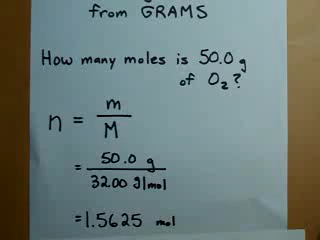 from GRAMS
How many moles is 50.0 g
of O₂?
n = m/M
= 50.0 g / 32.00 g/mol
= 1.5625 mol